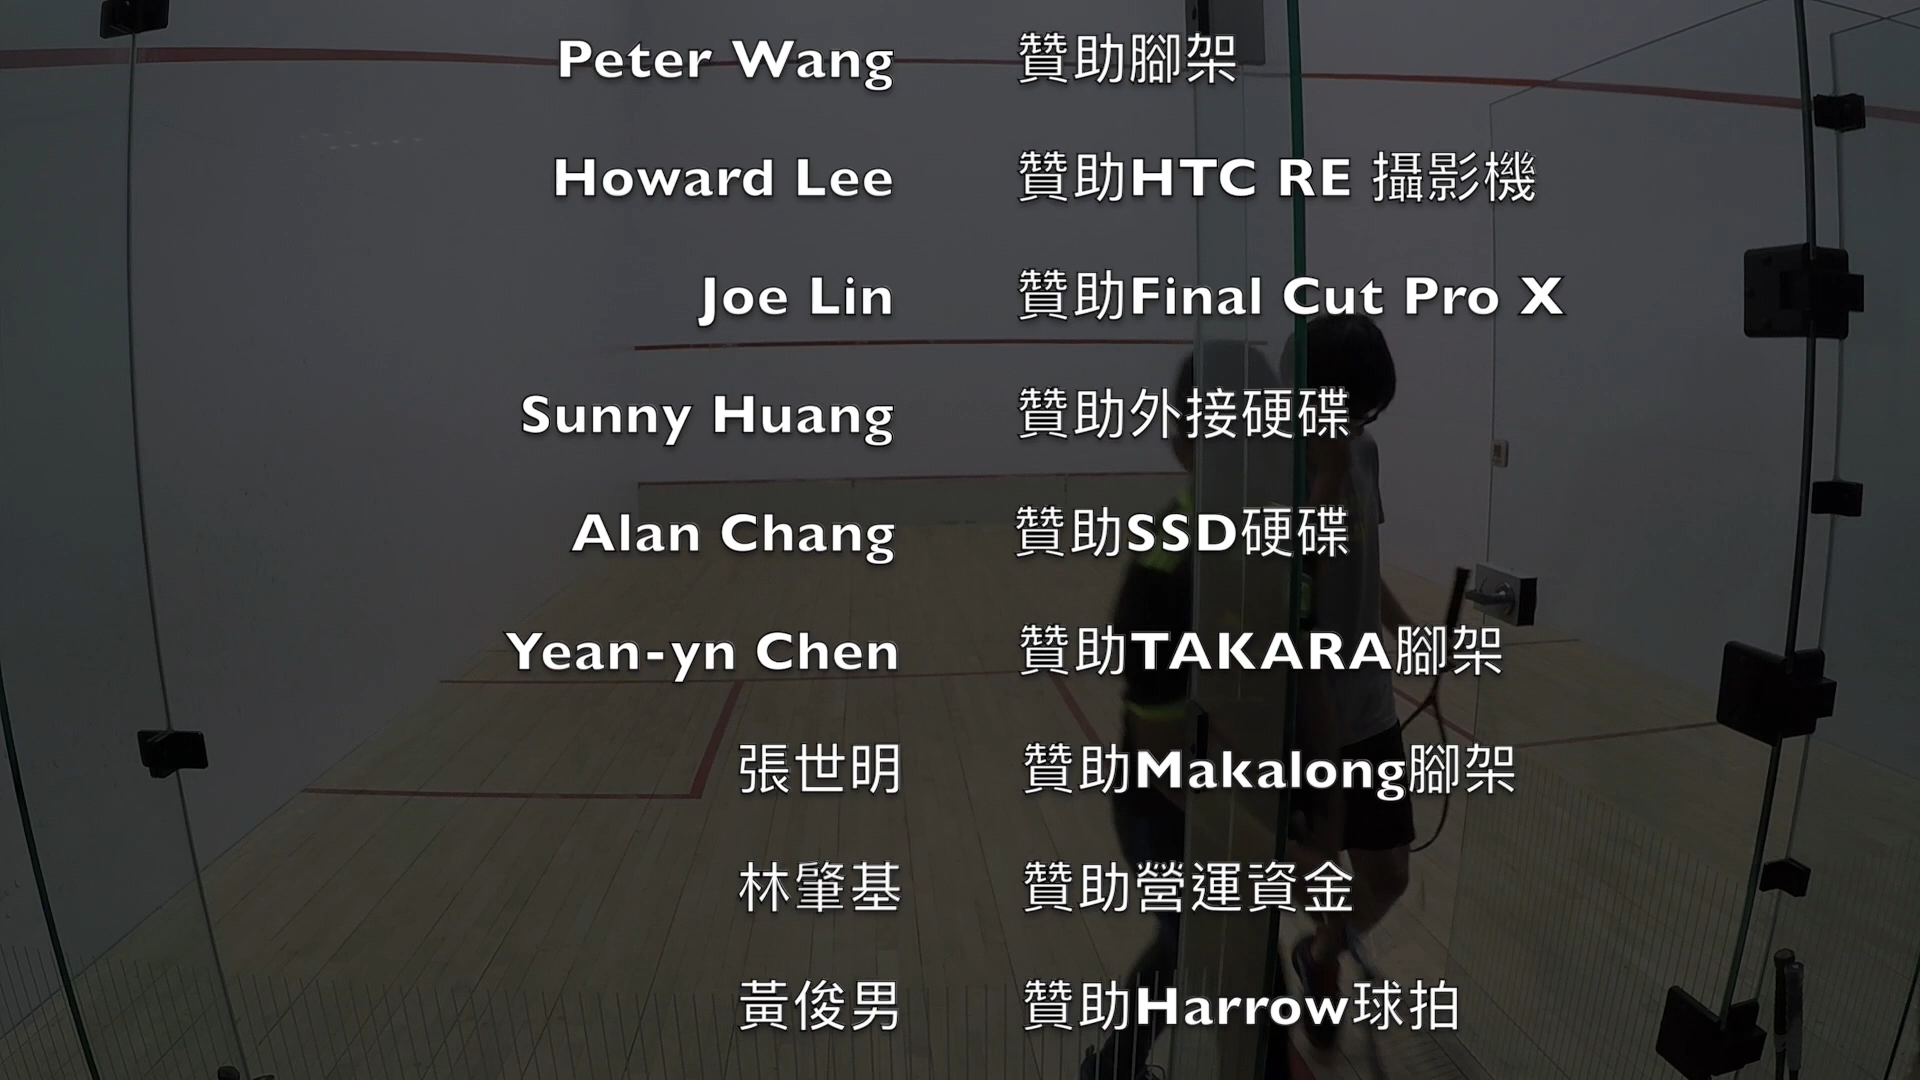 Peter Wang 贊助腳架
Howard Lee 贊助HTC RE 攝影機
Joe Lin 贊助Final Cut Pro X
Sunny Huang 贊助外接硬碟
Alan Chang 贊助SSD硬碟
Yean-yn Chen 贊助TAKARA腳架
張世明 贊助Makalong腳架
林肇基 贊助營運資金
黃俊男 贊助Harrow球拍